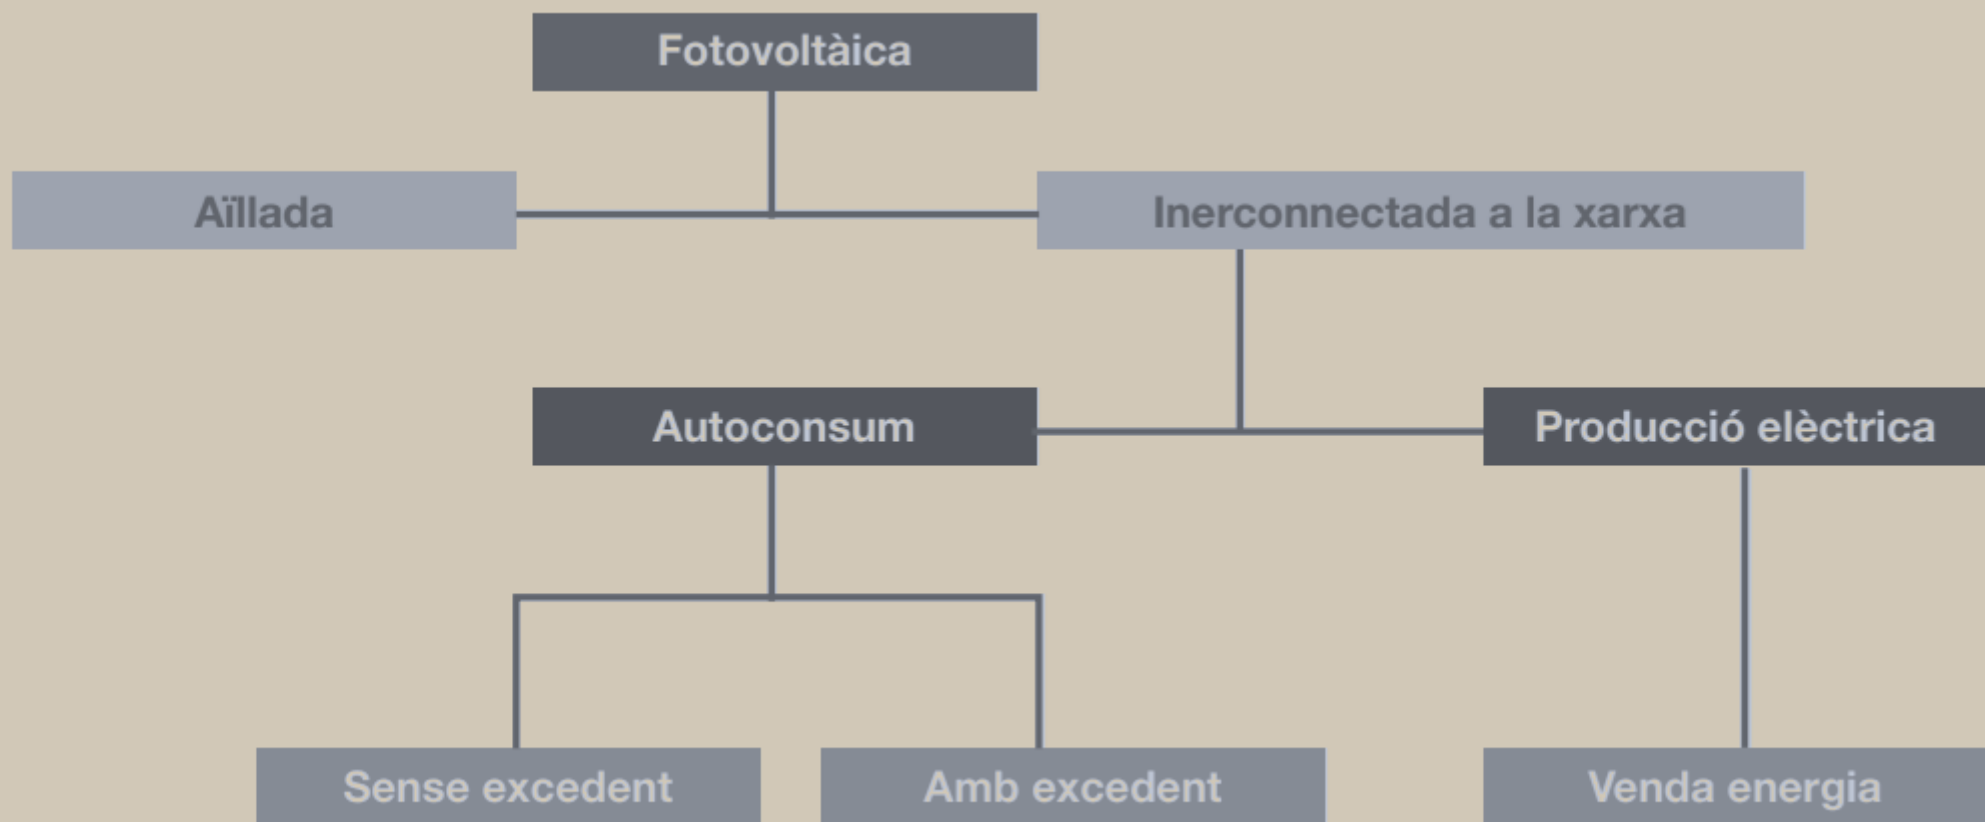 Fotovoltàica
Aïllada
Inerconnectada a la xarxa
Autoconsum
Producció elèctrica
Sense excedent
Amb excedent
Venda energia